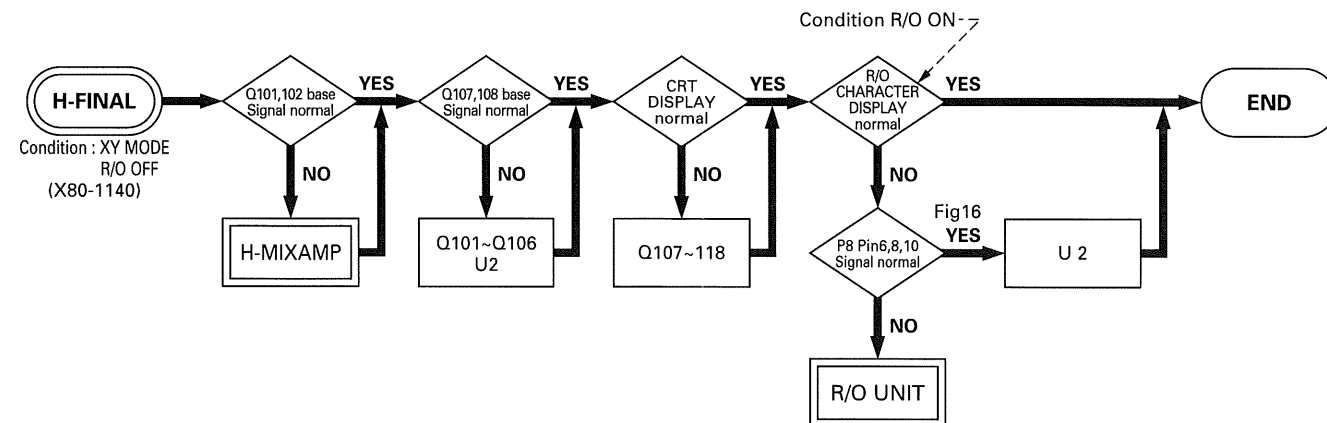 Condition R/O ON
H-FINAL
Condition : XY MODE
R/O OFF
(X80-1140)
Q101,102 base
Signal normal
YES
NO
H-MIXAMP
Q107,108 base
Signal normal
YES
NO
Q101~Q106
U2
CRT
DISPLAY
normal
YES
NO
Q107~118
R/O
CHARACTER
DISPLAY
normal
YES
NO
P8 Pin6,8,10
Signal normal
Fig16
YES
U 2
NO
R/O UNIT
END